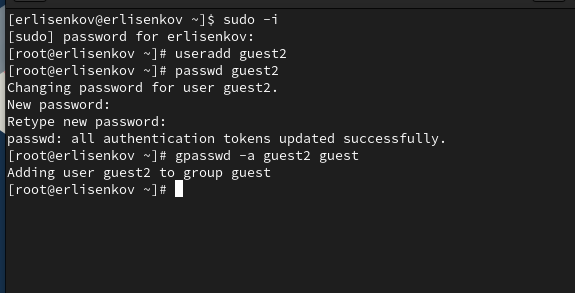 [erlisenkov@erlisenkov ~]$ sudo -i
[sudo] password for erlisenkov:
[root@erlisenkov ~]# useradd guest2
[root@erlisenkov ~]# passwd guest2
Changing password for user guest2.
New password:
Retype new password:
passwd: all authentication tokens updated successfully.
[root@erlisenkov ~]# gpasswd -a guest2 guest
Adding user guest2 to group guest
[root@erlisenkov ~]#